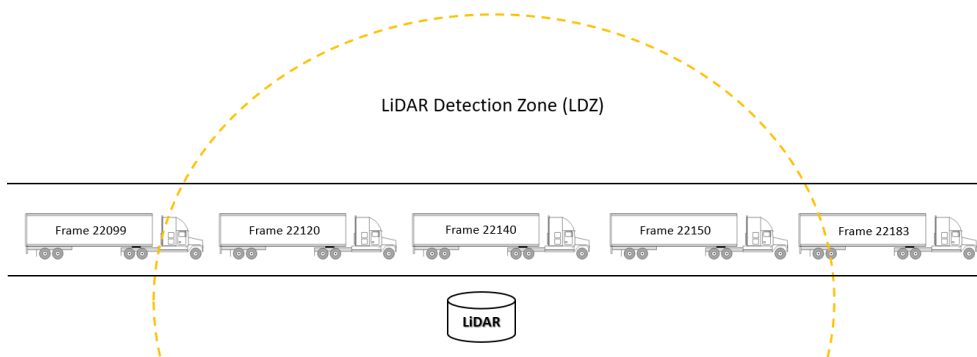 LiDAR Detection Zone (LDZ)
Frame 22099
Frame 22120
Frame 22140
Frame 22150
Frame 22183
LiDAR